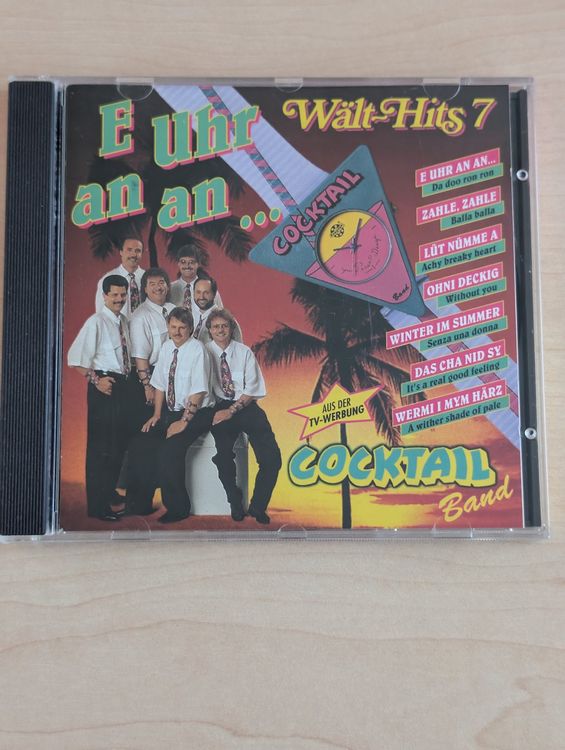 E Uhr
an an...
Wält-Hits 7
COCKTAIL
Band
E UHR AN AN...
Da doo ron ron
ZAHLE, ZAHLE
Balla balla
LÜT NÜMME A
Achy breaky heart
OHNI DECKIG
Without you
WINTER IM SUMMER
Senza una donna
DAS CHA NID SY
It's a real good feeling
WERMI I MYM HÄRZ
A wither shade of pale
AUS DER
TV-WERBUNG
COCKTAIL
Band